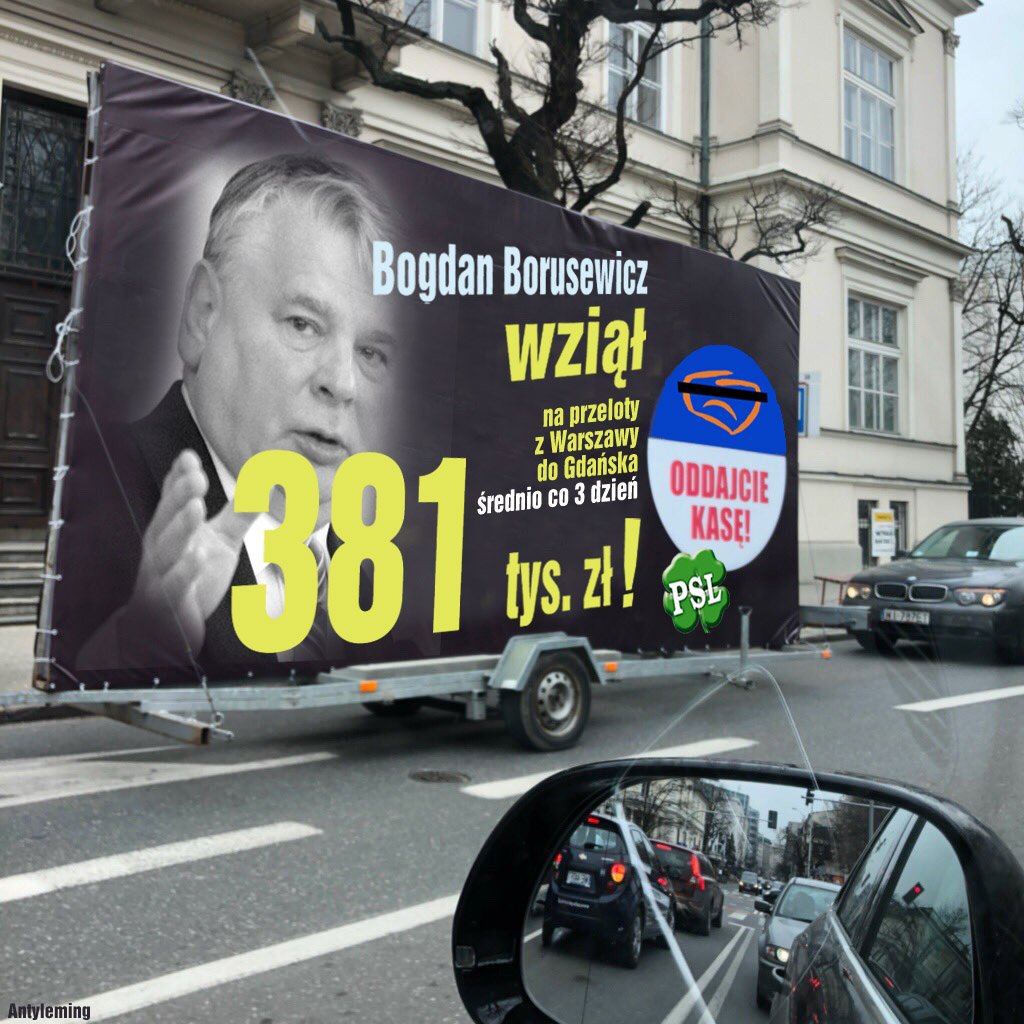 Bogdan Borusewicz
wziął
na przeloty
z Warszawy
do Gdańska
średnio co 3 dzień
381
tys. zł!
ODDAJCIE
KASĘ!
PSL
Antyleming